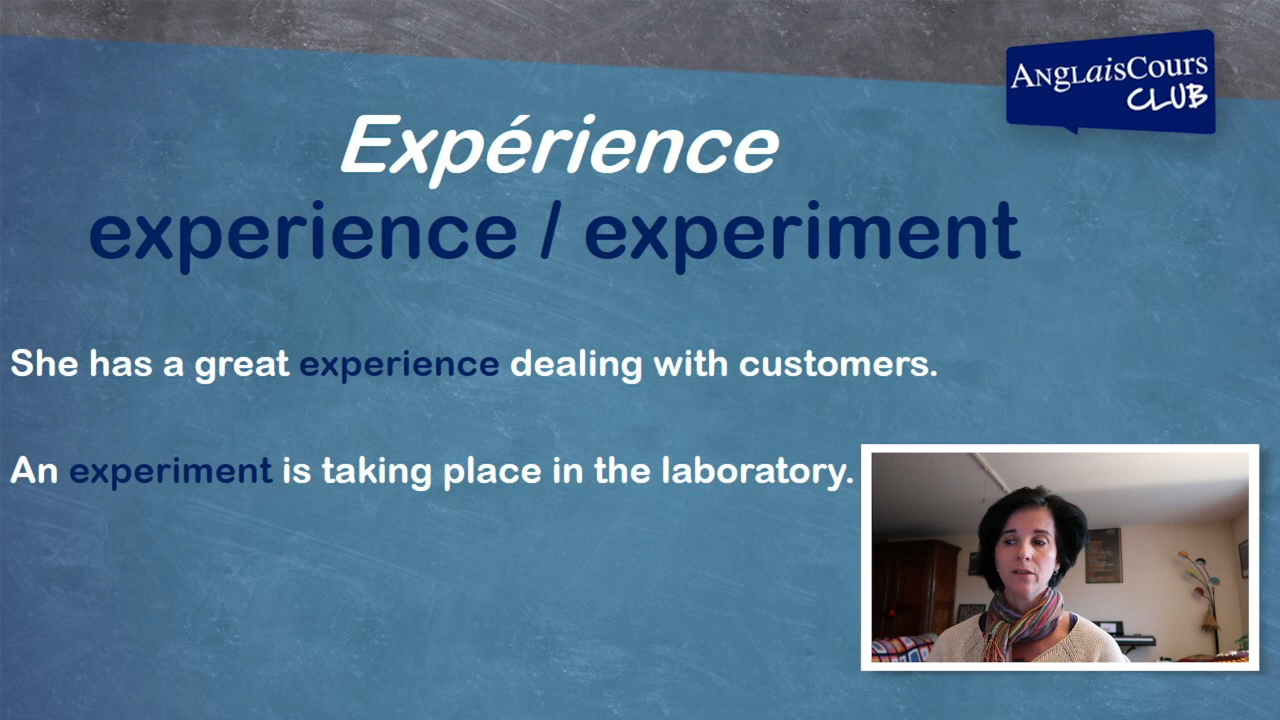 ANGLaisCours
CLUB
Expérience
experience / experiment
She has a great experience dealing with customers.
An experiment is taking place in the laboratory.